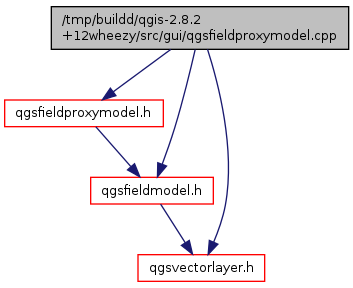 /tmp/buildd/qgis-2.8.2
+12wheezy/src/gui/qgsfieldproxymodel.cpp
qgsfieldproxymodel.h
qgsfieldmodel.h
qgsvectorlayer.h